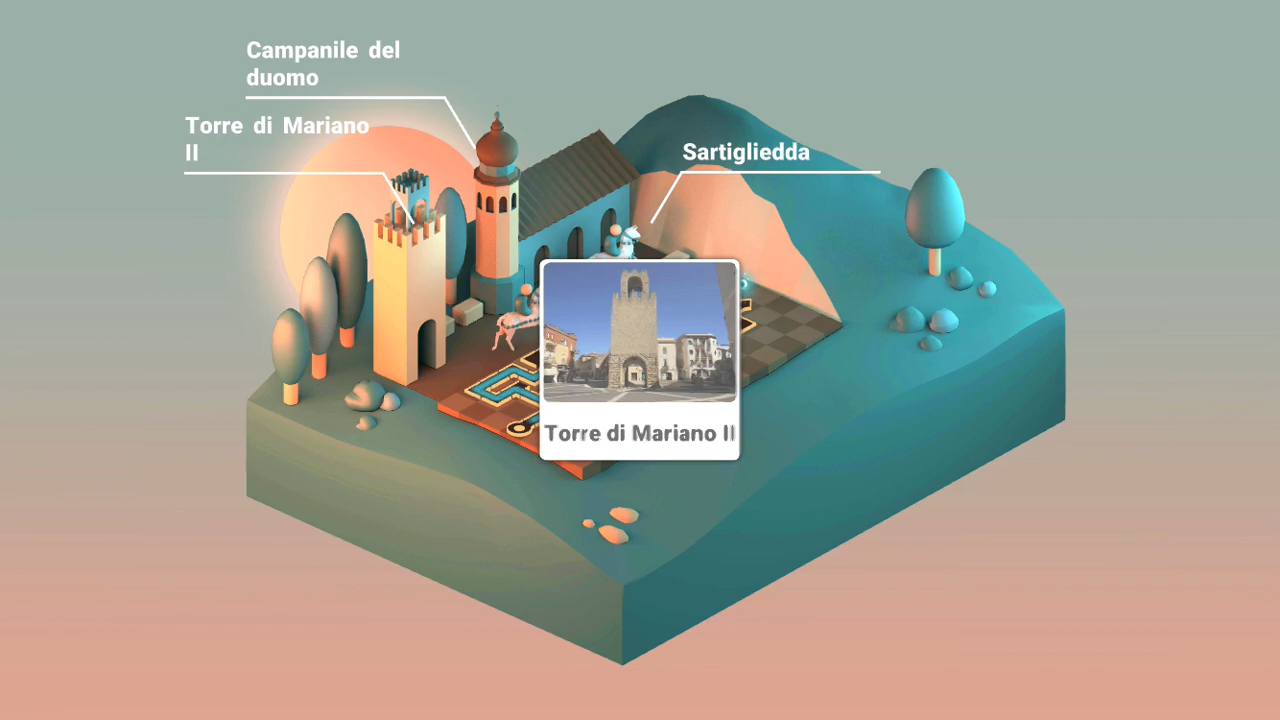 Campanile del
duomo
Torre di Mariano
II
Sartigliedda
Torre di Mariano II